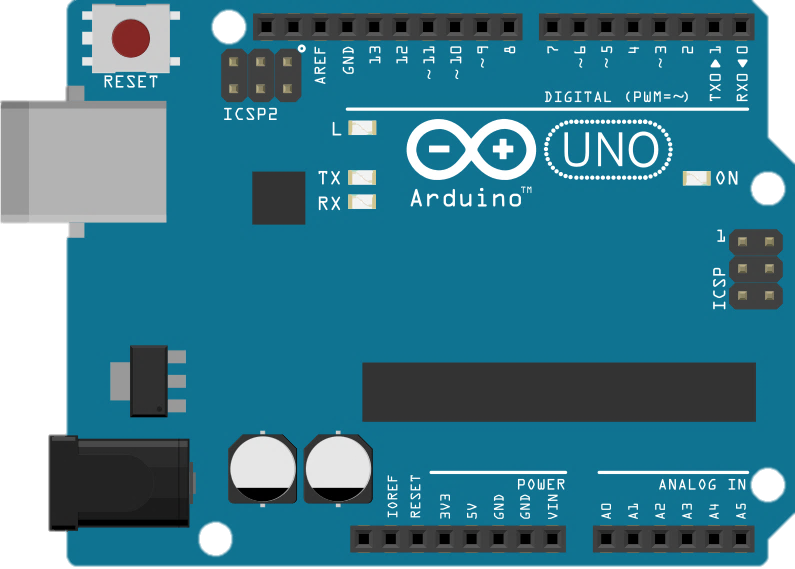 RESET
ICSP2
AREF
GND
13
12
~11
~10
~9
8
7
~6
~5
4
~3
2
TX0▶1
RX0◀0
DIGITAL (PWM=~)
L
TX
RX
UNO
Arduino™
ON
1
ICSP
POWER
ANALOG IN
IOREF
RESET
3V3
5V
GND
GND
VIN
A0
A1
A2
A3
A4
A5